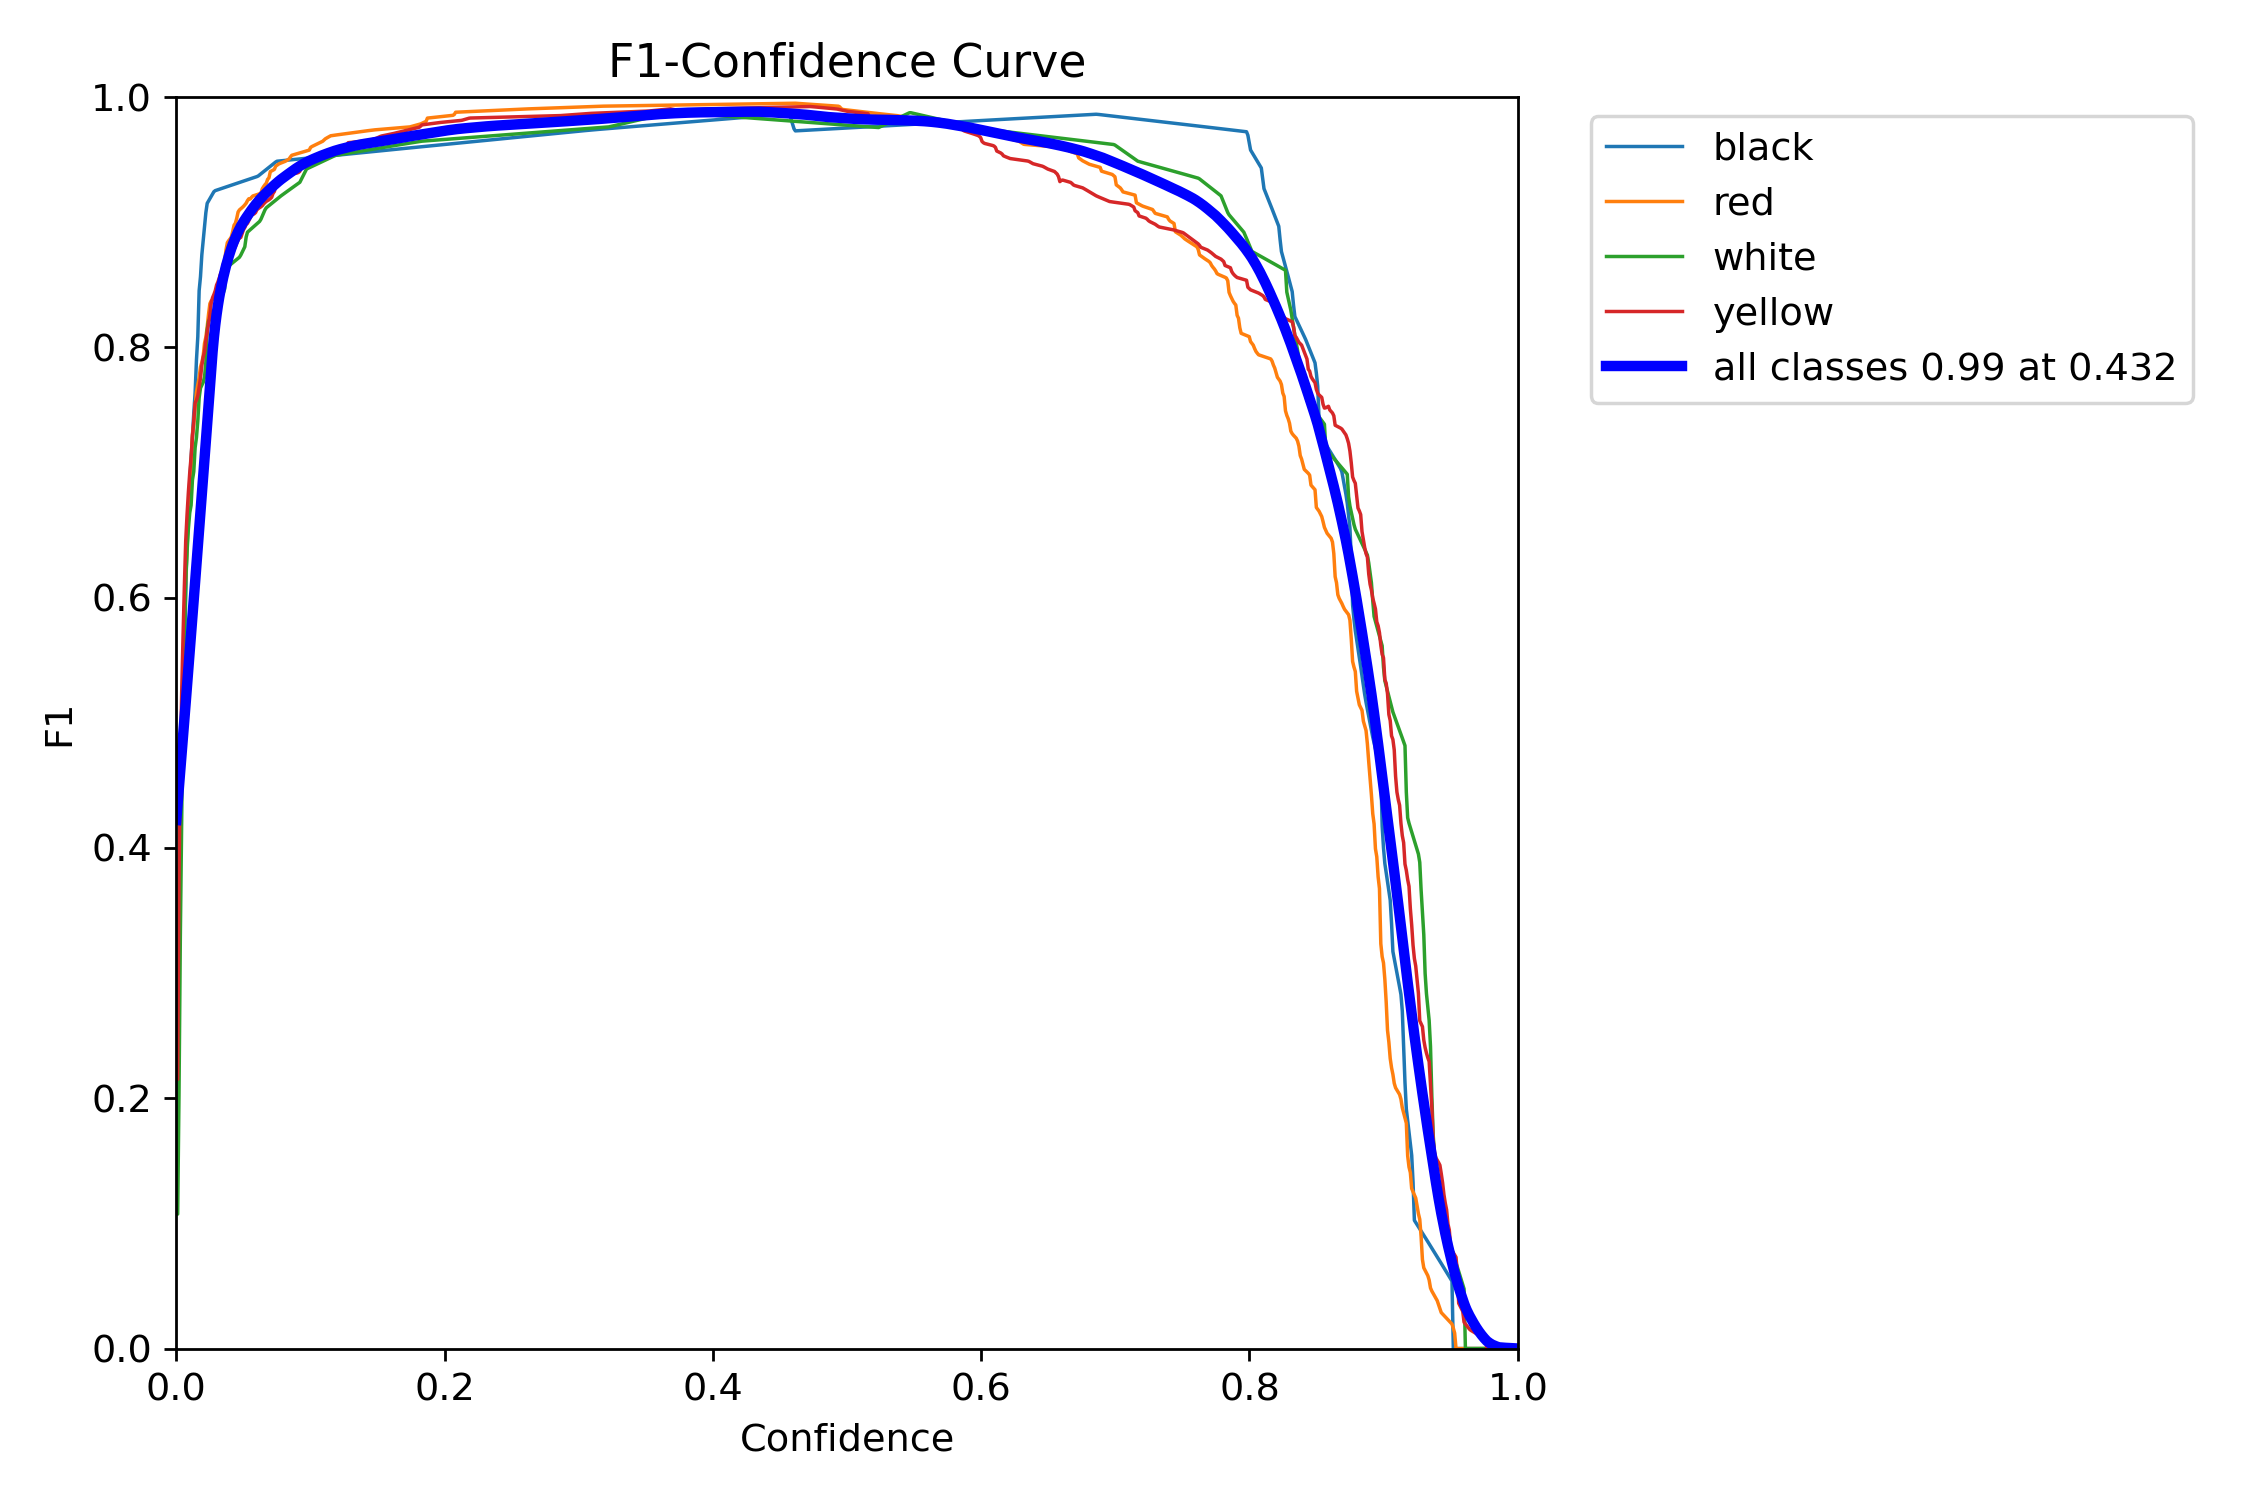 F1-Confidence Curve
1.0
0.8
0.6
0.4
0.2
0.0
F1
0.0 0.2 0.4 0.6 0.8 1.0
Confidence
black
red
white
yellow
all classes 0.99 at 0.432